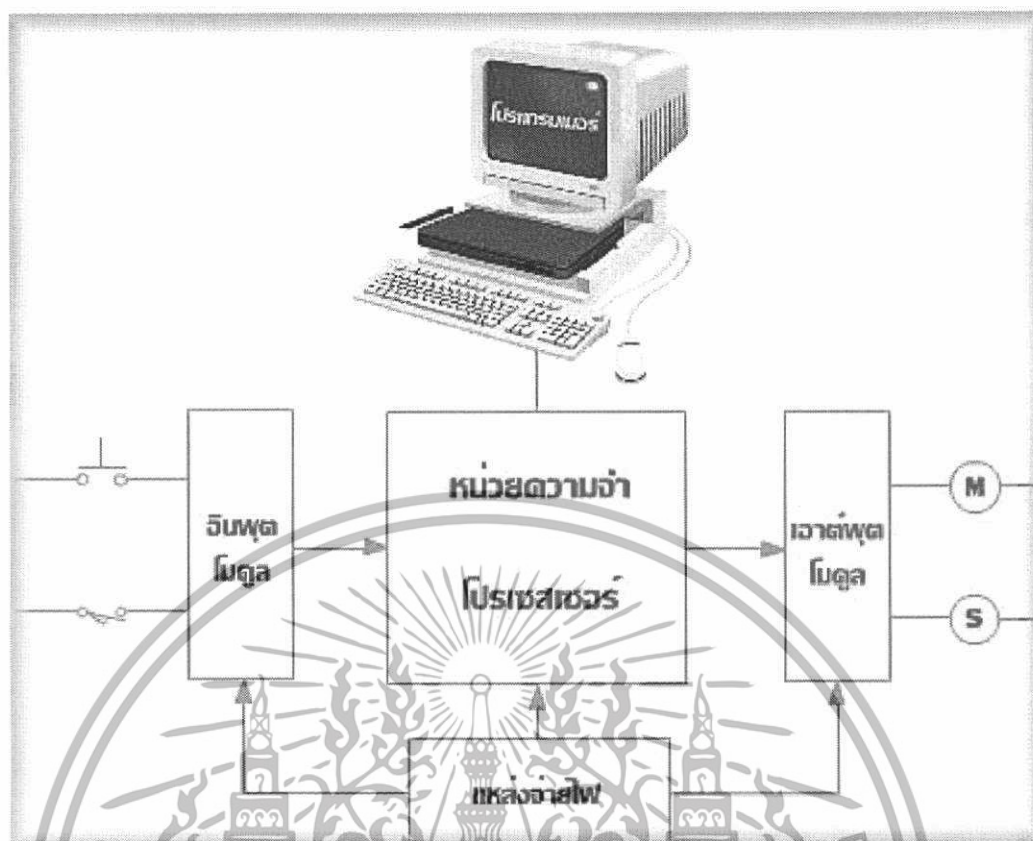 โปรแกรมเมอร์
อินพุต
โมดูล
หน่วยความจำ
โปรเซสเซอร์
เอาต์พุต
โมดูล
M
S
แหล่งจ่ายไฟ